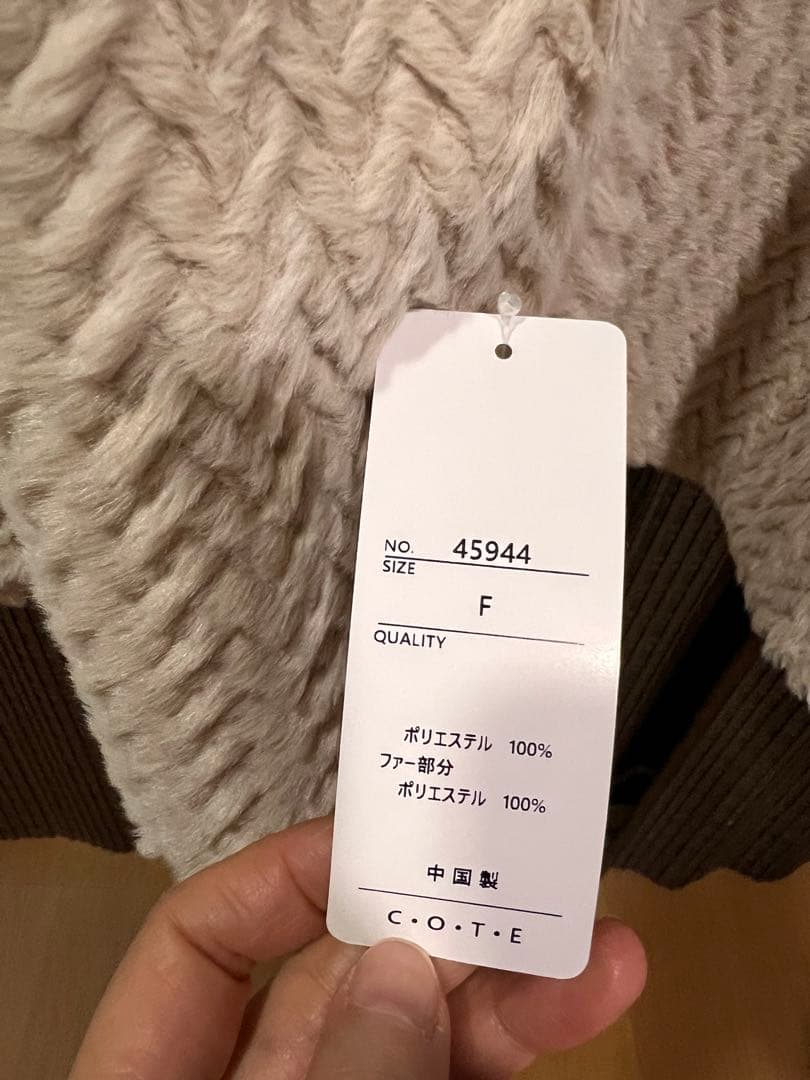 NO. 45944
SIZE
F
QUALITY
ポリエステル 100%
ファー部分
ポリエステル 100%
中国製
C・O・T・E